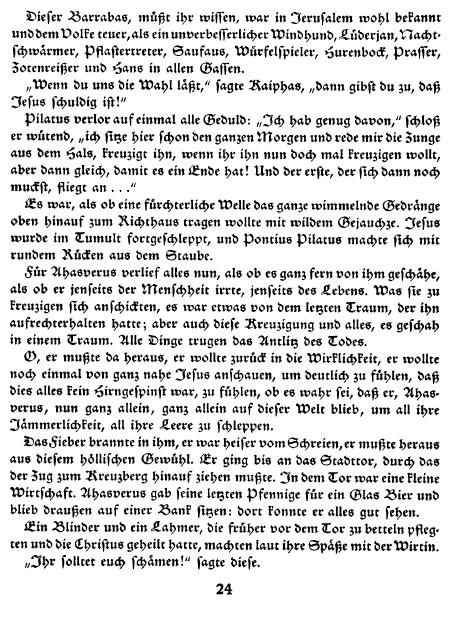 Dieser Barrabas, müßt ihr wissen, war in Jerusalem wohl bekannt
und dem Volke teuer, als ein unverbesserlicher Windhund, Lüderjan, Nacht-
schwärmer, Pflastertreter, Saufaus, Würfelspieler, Hurenbock, Prasser,
Zotenreißer und Hans in allen Gassen.
„Wenn du uns die Wahl läßt,“ sagte Kaiphas, „dann gibst du zu, daß
Jesus schuldig ist!“
Pilatus verlor auf einmal alle Geduld: „Ich hab genug davon,“ schloß
er wütend, „ich sitze hier schon den ganzen Morgen und rede mir die Zunge
aus dem Hals, kreuzigt ihn, wenn ihr ihn nun doch mal kreuzigen wollt,
aber dann gleich, damit es ein Ende hat! Und der erste, der sich dann noch
muckst, fliegt an . . .“
Es war, als ob eine fürchterliche Welle das ganze wimmelnde Gedränge
oben hinauf zum Richthaus tragen wollte mit wildem Gejauchze. Jesus
wurde im Tumult fortgeschleppt, und Pontius Pilatus machte sich mit
rundem Rücken aus dem Staube.
Für Ahasverus verlief alles nun, als ob es ganz fern von ihm geschähe,
als ob er jenseits der Menschheit irrte, jenseits des Lebens. Was sie zu
kreuzigen sich anschickten, es war etwas von dem letzten Traum, der ihn
aufrechterhalten hatte; aber auch diese Kreuzigung und alles, es geschah
in einem Traum. Alle Dinge trugen das Antlitz des Todes.
O, er mußte da heraus, er wollte zurück in die Wirklichkeit, er wollte
noch einmal von ganz nahe Jesus anschauen, um deutlich zu fühlen, daß
dies alles kein Hirngespinst war, zu fühlen, ob es wahr sei, daß er, Ahas-
verus, nun ganz allein, ganz allein auf dieser Welt blieb, um all ihre
Jämmerlichkeit, all ihre Leere zu schleppen.
Das Fieber brannte in ihm, er war heiser vom Schreien, er mußte heraus
aus diesem höllischen Gewühl. Er ging bis an das Stadttor, durch das
der Zug zum Kreuzberg hinauf ziehen mußte. In dem Tor war eine kleine
Wirtschaft. Ahasverus gab seine letzten Pfennige für ein Glas Bier und
blieb draußen auf einer Bank sitzen: dort konnte er alles gut sehen.
Ein Blinder und ein Lahmer, die früher vor dem Tor zu betteln pfleg-
ten und die Christus geheilt hatte, machten laut ihre Späße mit der Wirtin.
„Ihr solltet euch schämen!“ sagte diese.
24